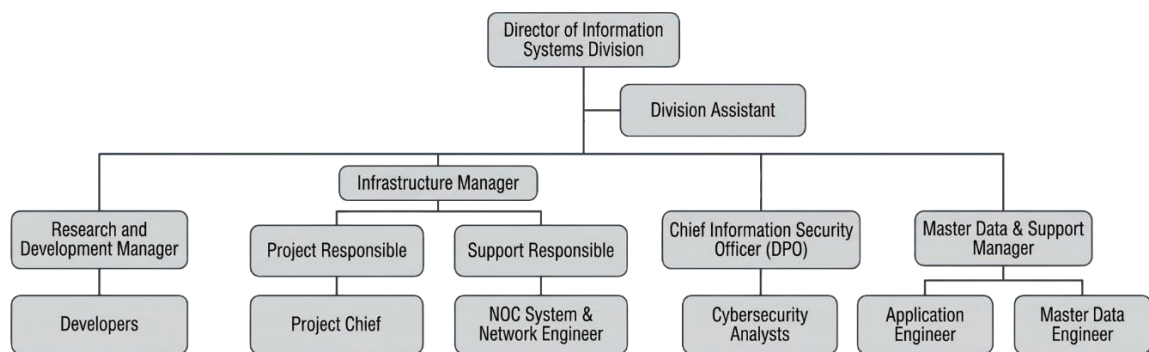 Director of Information
Systems Division
Division Assistant
Infrastructure Manager
Research and
Development Manager
Project Responsible
Support Responsible
Chief Information Security
Officer (DPO)
Master Data & Support
Manager
Developers
Project Chief
NOC System &
Network Engineer
Cybersecurity
Analysts
Application
Engineer
Master Data
Engineer